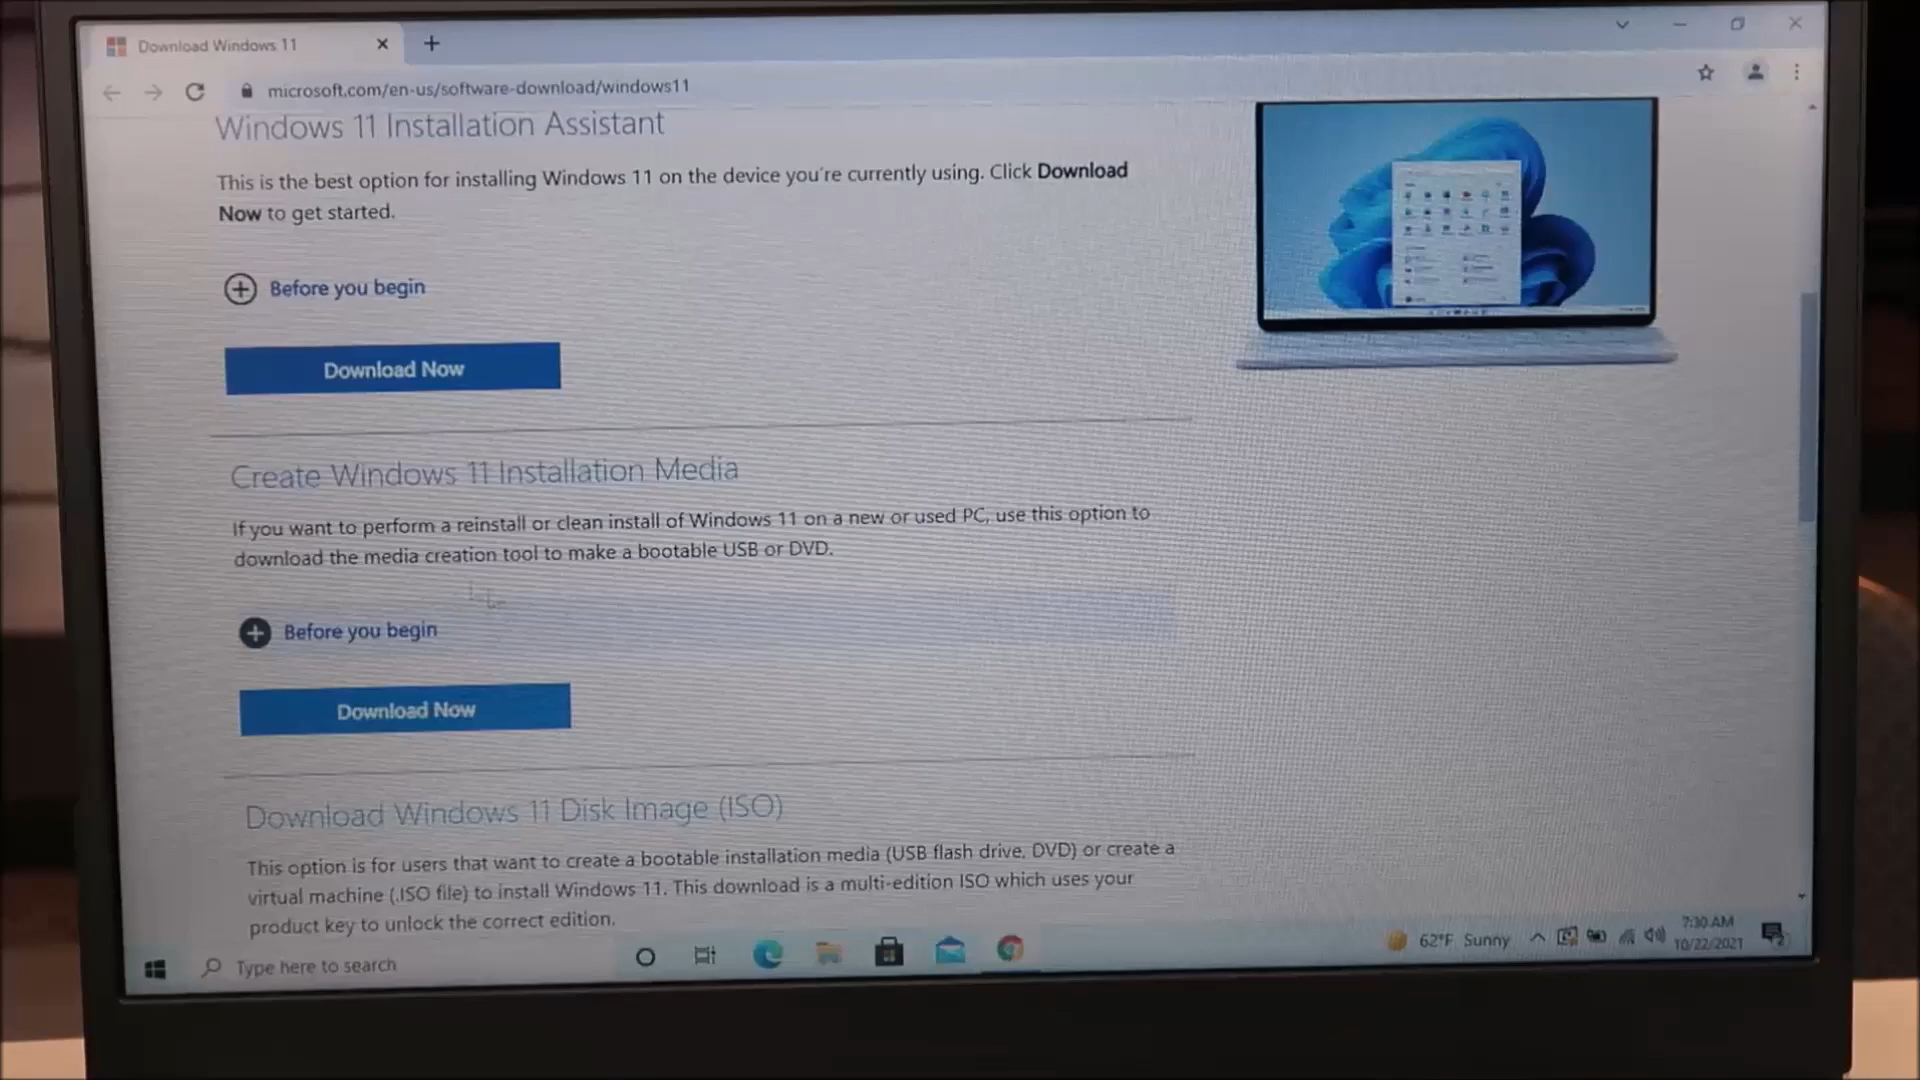 Download Windows 11
microsoft.com/en-us/software-download/windows11
Windows 11 Installation Assistant
This is the best option for installing Windows 11 on the device you're currently using. Click Download
Now to get started.
Before you begin
Download Now
Create Windows 11 Installation Media
If you want to perform a reinstall or clean install of Windows 11 on a new or used PC, use this option to
download the media creation tool to make a bootable USB or DVD.
Before you begin
Download Now
Download Windows 11 Disk Image (ISO)
This option is for users that want to create a bootable installation media (USB flash drive, DVD) or create a
virtual machine (.ISO file) to install Windows 11. This download is a multi-edition ISO which uses your
product key to unlock the correct edition.
Type here to search
62°F Sunny
7:30 AM
10/22/2021
2